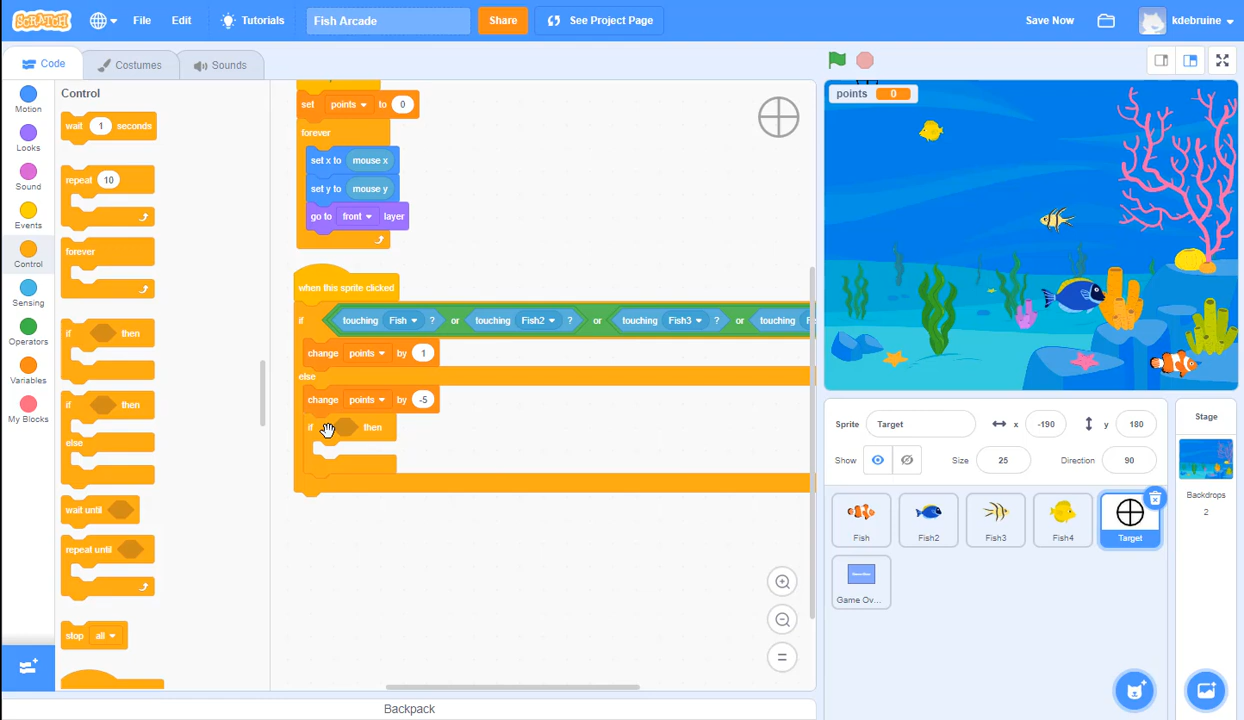 SCRATCH File Edit Tutorials Fish Arcade Share See Project Page Save Now kdebruine
Code Costumes Sounds
Motion
Looks
Sound
Events
Control
Sensing
Operators
Variables
My Blocks
Control
wait 1 seconds
repeat 10
forever
if then
if then
else
wait until
repeat until
stop all
set points to 0
forever
set x to mouse x
set y to mouse y
go to front layer
when this sprite clicked
if touching Fish ? or touching Fish2 ? or touching Fish3 ? or touching
change points by 1
else
change points by -5
if then
Backpack
points 0
Sprite Target x -190 y 180
Show Size 25 Direction 90
Fish Fish2 Fish3 Fish4 Target
Game Ov...
Stage
Backdrops
2